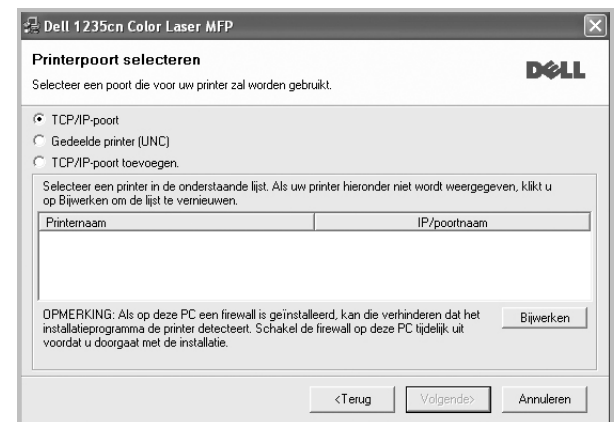 Dell 1235cn Color Laser MFP
Printerpoort selecteren
Selecteer een poort die voor uw printer zal worden gebruikt.
DELL
TCP/IP-poort
Gedeelde printer (UNC)
TCP/IP-poort toevoegen.
Selecteer een printer in de onderstaande lijst. Als uw printer hieronder niet wordt weergegeven, klikt u
op Bijwerken om de lijst te vernieuwen.
Printernaam IP/poortnaam
OPMERKING: Als op deze PC een firewall is geïnstalleerd, kan die verhinderen dat het
installatieprogramma de printer detecteert. Schakel de firewall op deze PC tijdelijk uit
voordat u doorgaat met de installatie.
Bijwerken
<Terug Volgende> Annuleren